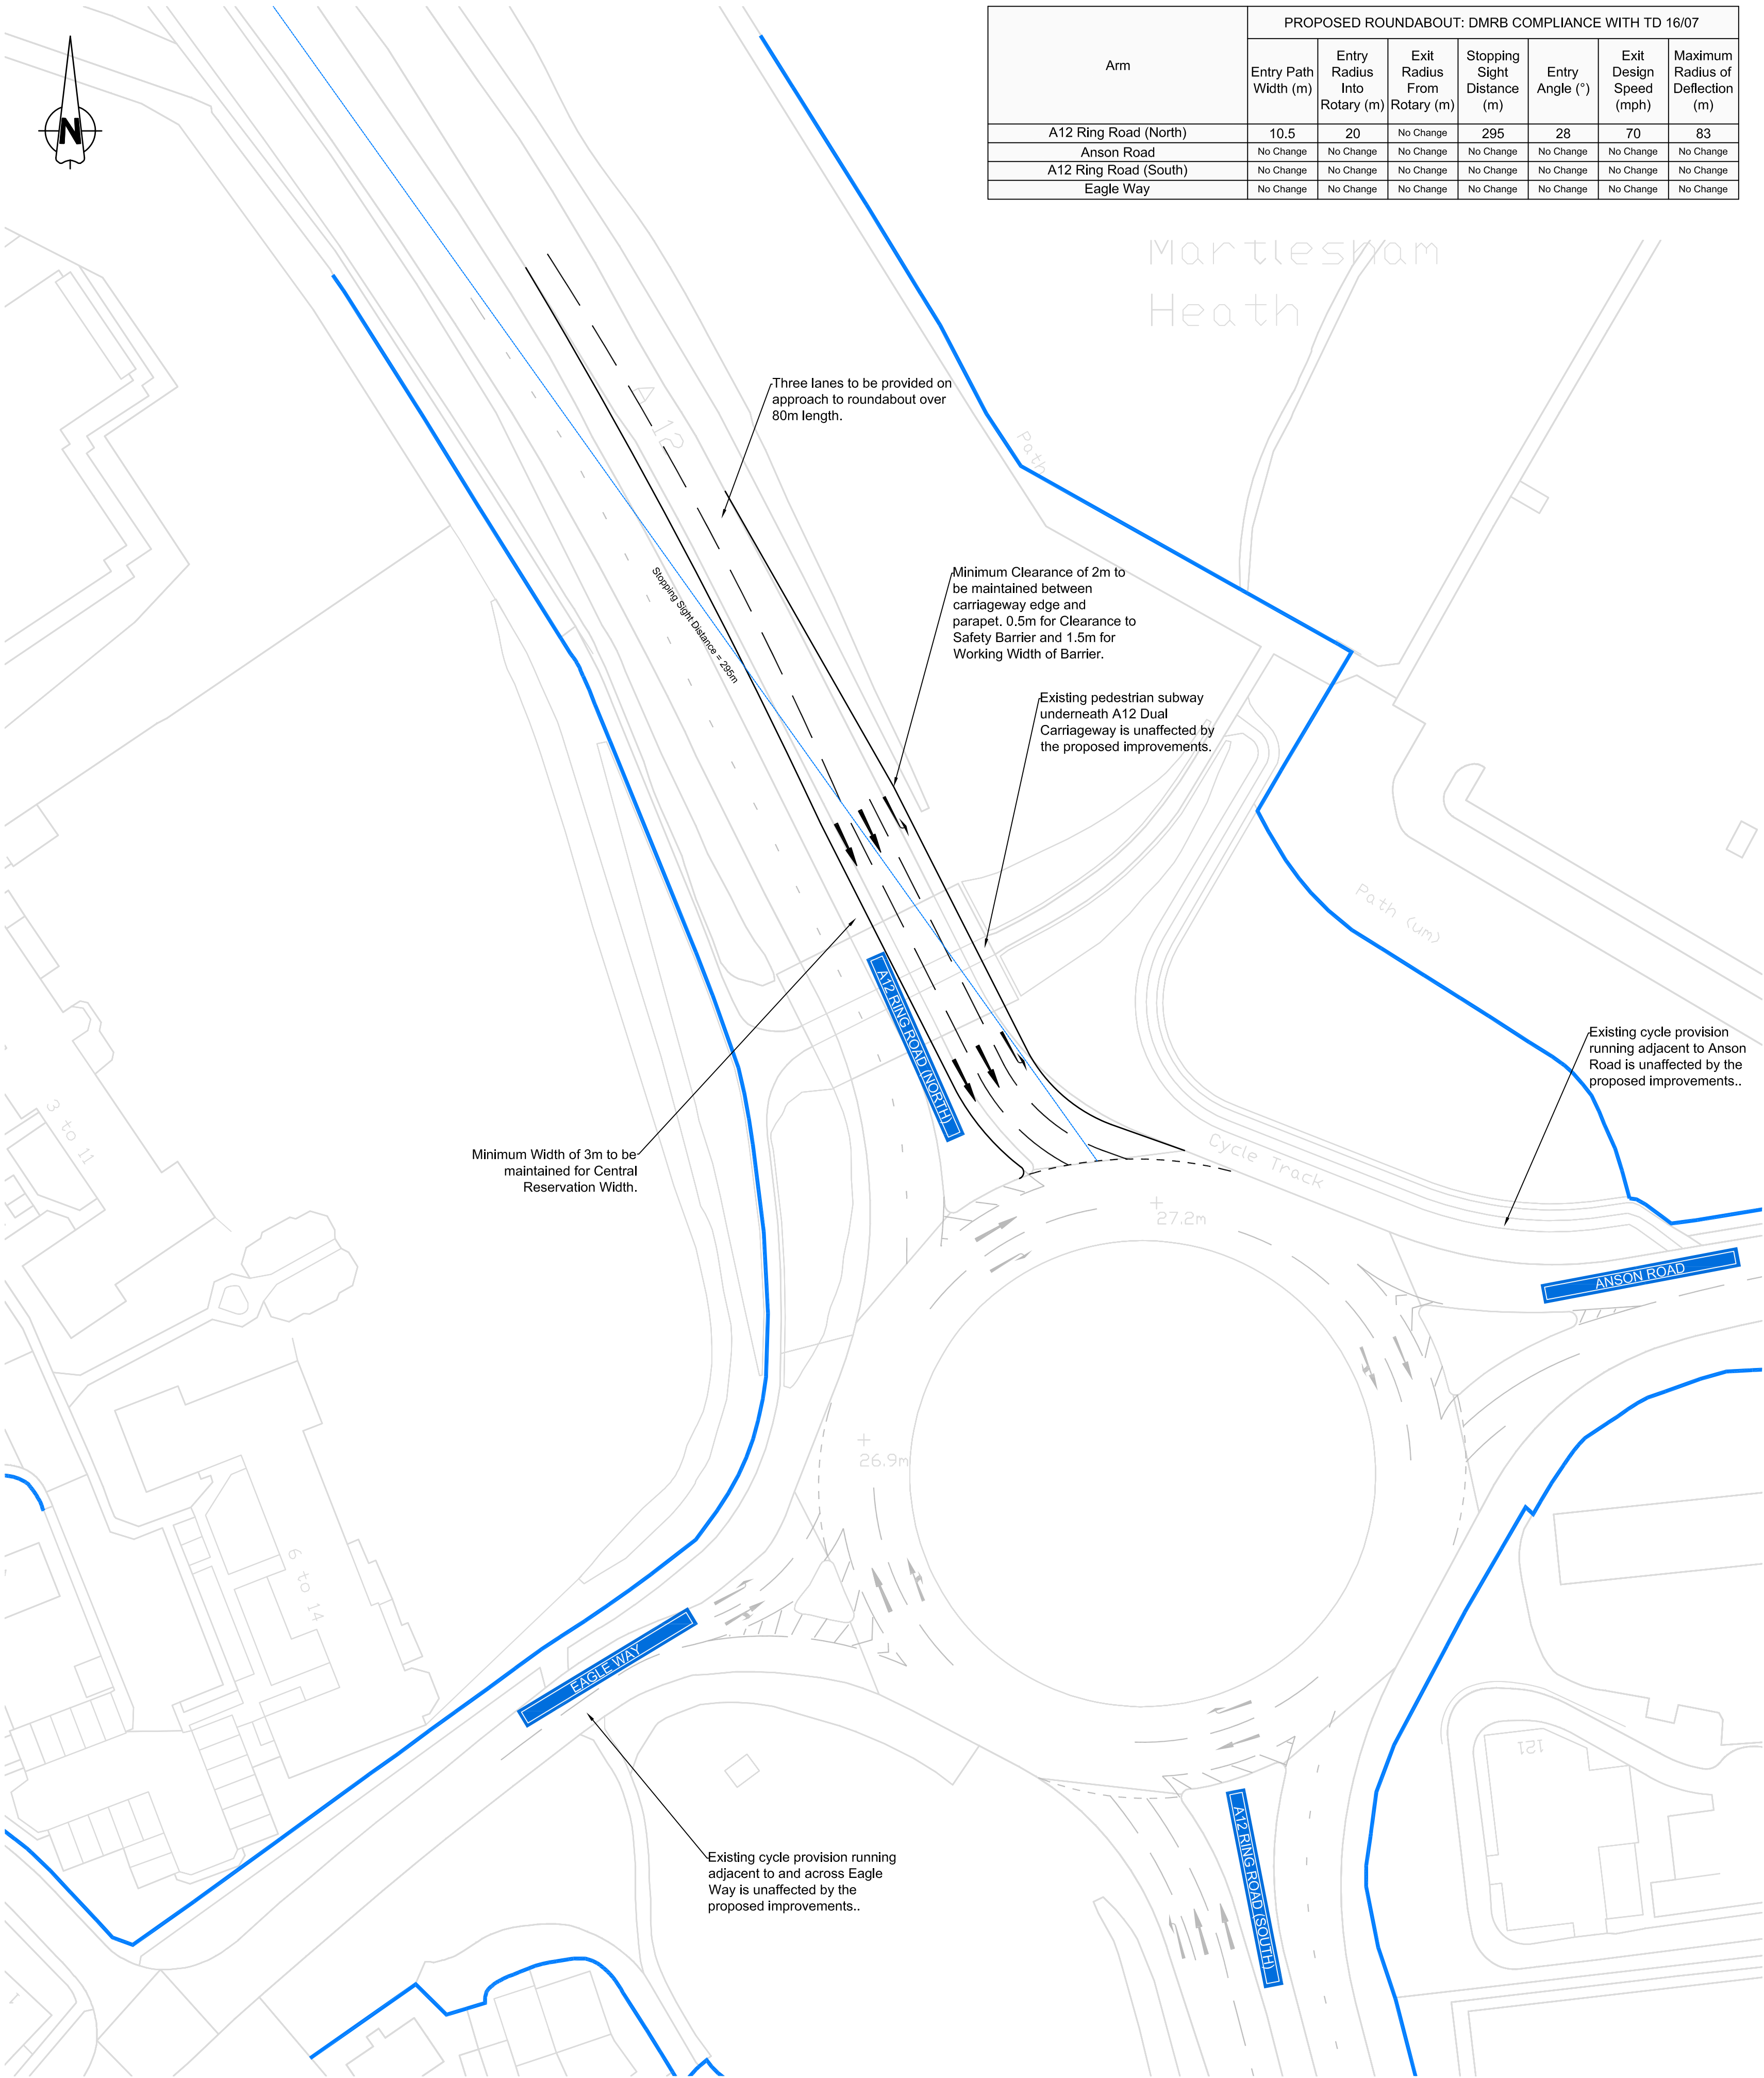 PROPOSED ROUNDABOUT: DMRB COMPLIANCE WITH TD 16/07
Arm
Entry Path Width (m)
Entry Radius Into Rotary (m)
Exit Radius From Rotary (m)
Stopping Sight Distance (m)
Entry Angle (°)
Exit Design Speed (mph)
Maximum Radius of Deflection (m)
A12 Ring Road (North) 10.5 20 No Change 295 28 70 83
Anson Road No Change No Change No Change No Change No Change No Change No Change
A12 Ring Road (South) No Change No Change No Change No Change No Change No Change No Change
Eagle Way No Change No Change No Change No Change No Change No Change No Change
N
Martlesham
Heath
Three lanes to be provided on
approach to roundabout over
80m length.
A 12
Path
Stopping Sight Distance = 295m
Minimum Clearance of 2m to
be maintained between
carriageway edge and
parapet. 0.5m for Clearance to
Safety Barrier and 1.5m for
Working Width of Barrier.
Existing pedestrian subway
underneath A12 Dual
Carriageway is unaffected by
the proposed improvements.
Path (um)
A12 RING ROAD (NORTH)
Existing cycle provision
running adjacent to Anson
Road is unaffected by the
proposed improvements..
3 to 11
Minimum Width of 3m to be
maintained for Central
Reservation Width.
Cycle Track
27.2m
ANSON ROAD
26.9m
6 to 14
EAGLE WAY
121
A12 RING ROAD (SOUTH)
Existing cycle provision running
adjacent to and across Eagle
Way is unaffected by the
proposed improvements..
1